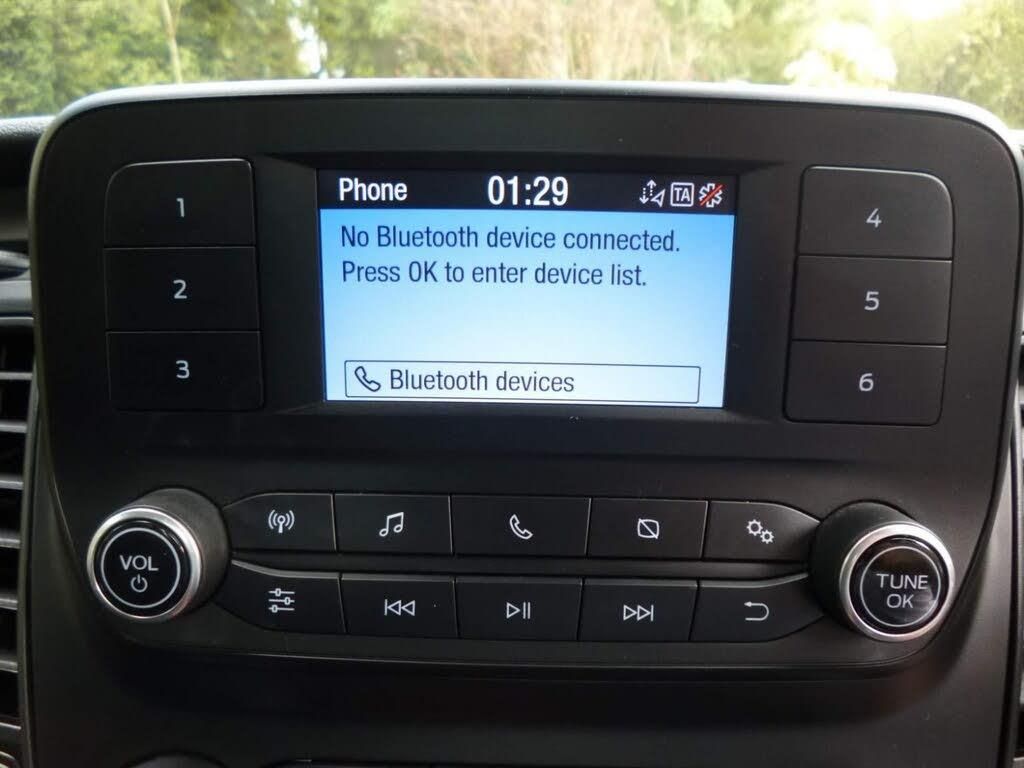 Phone 01:29 TA
No Bluetooth device connected.
Press OK to enter device list.
Bluetooth devices
1
2
3
4
5
6
VOL
TUNE
OK